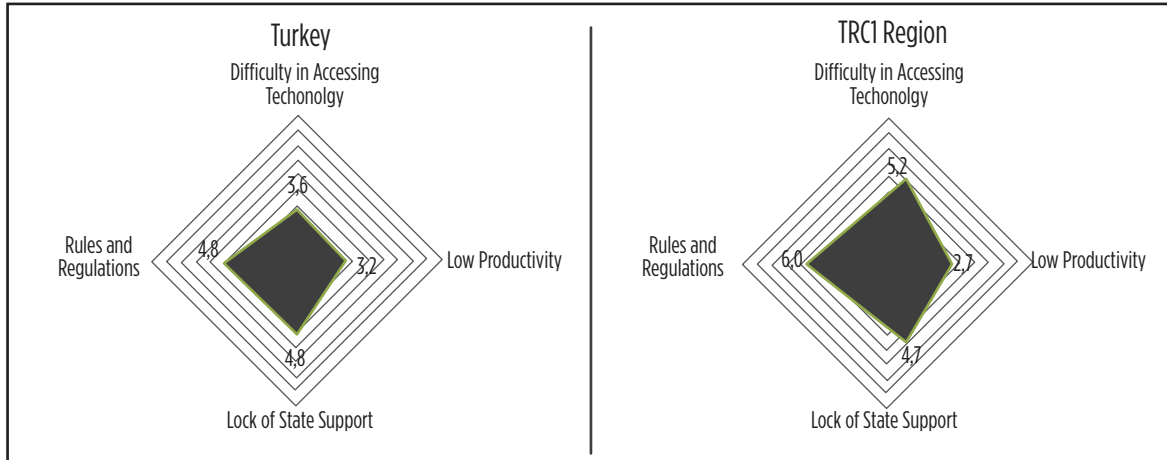 Turkey
Difficulty in Accessing
Techonolgy
3,6
Rules and
Regulations
4,8
3,2
Low Productivity
4,8
Lock of State Support
TRC1 Region
Difficulty in Accessing
Techonolgy
5,2
Rules and
Regulations
6,0
2,7
Low Productivity
4,7
Lock of State Support